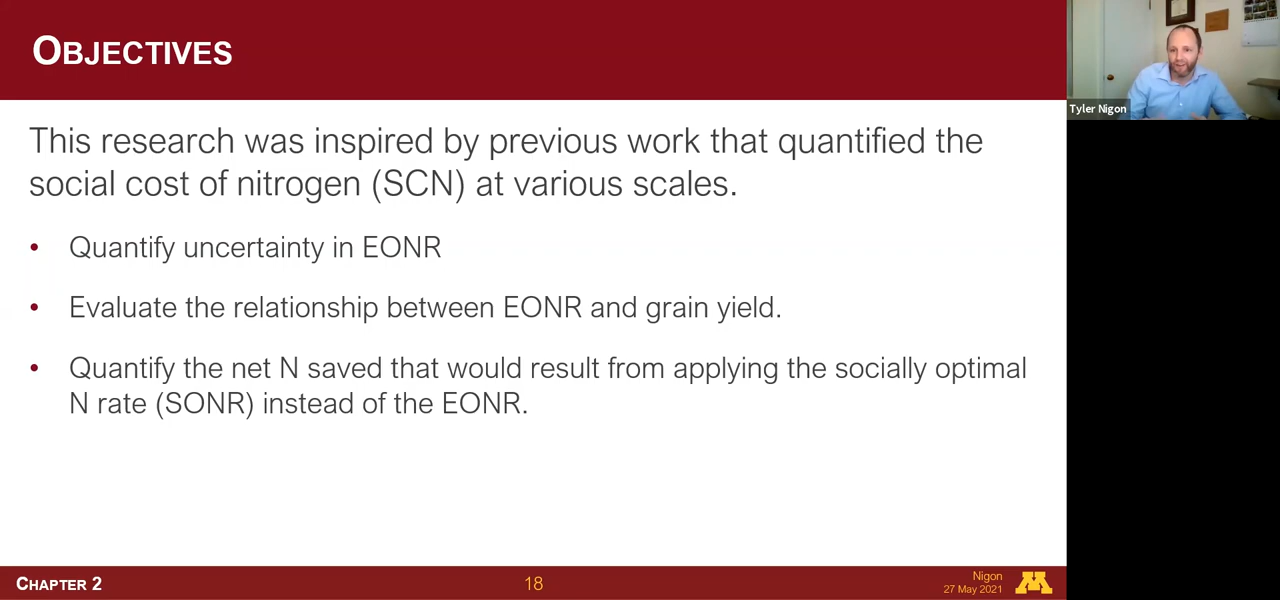 OBJECTIVES
This research was inspired by previous work that quantified the
social cost of nitrogen (SCN) at various scales.
• Quantify uncertainty in EONR
• Evaluate the relationship between EONR and grain yield.
• Quantify the net N saved that would result from applying the socially optimal
N rate (SONR) instead of the EONR.
CHAPTER 2
18
Nigon
27 May 2021
M
Tyler Nigon